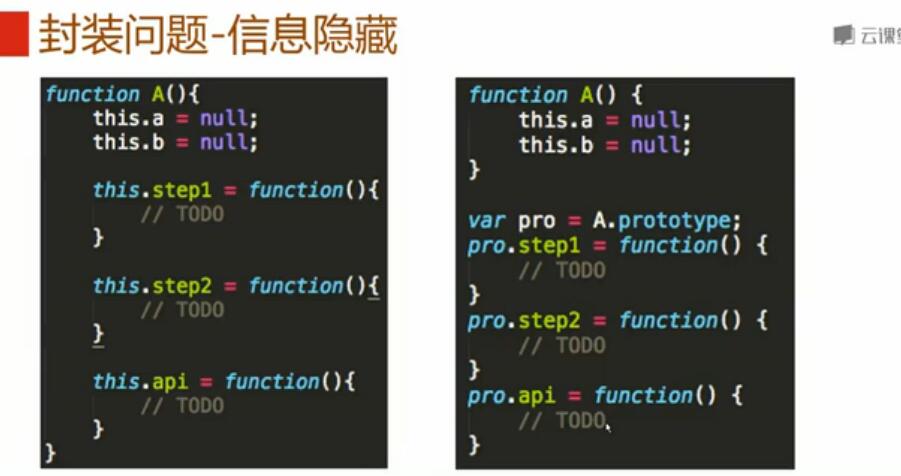 封装问题-信息隐藏
云课堂
function A(){
    this.a = null;
    this.b = null;

    this.step1 = function(){
        // TODO
    }

    this.step2 = function(){
        // TODO
    }

    this.api = function(){
        // TODO
    }
}
function A() {
    this.a = null;
    this.b = null;
}

var pro = A.prototype;
pro.step1 = function() {
    // TODO
}
pro.step2 = function() {
    // TODO
}
pro.api = function() {
    // TODO
}